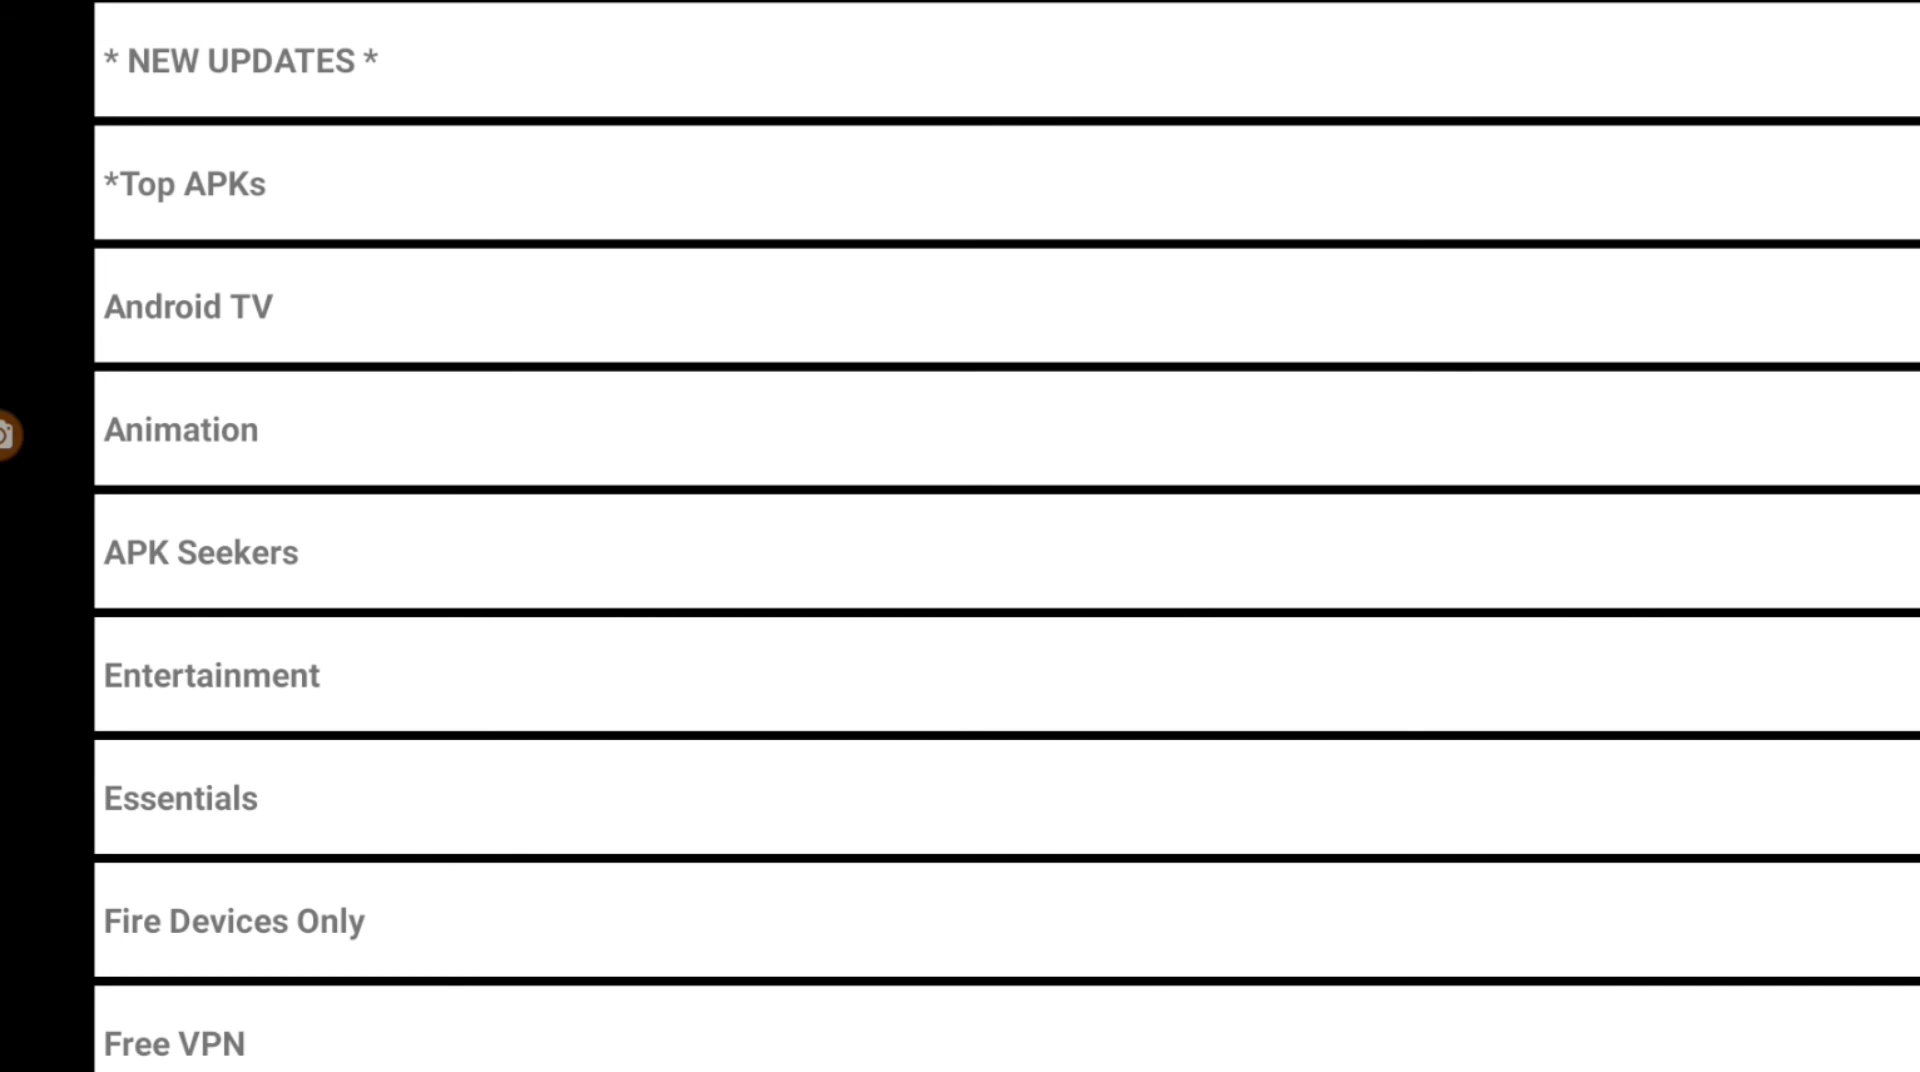 * NEW UPDATES *
*Top APKs
Android TV
Animation
APK Seekers
Entertainment
Essentials
Fire Devices Only
Free VPN